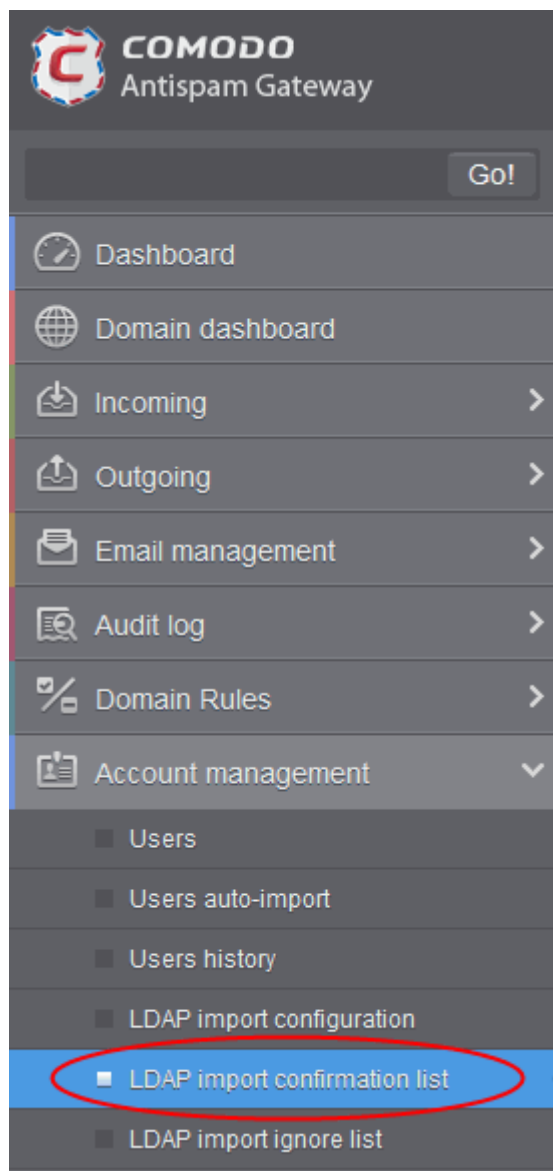 C
COMODO
Antispam Gateway
Go!
Dashboard
Domain dashboard
Incoming
Outgoing
Email management
Audit log
Domain Rules
Account management
Users
Users auto-import
Users history
LDAP import configuration
LDAP import confirmation list
LDAP import ignore list